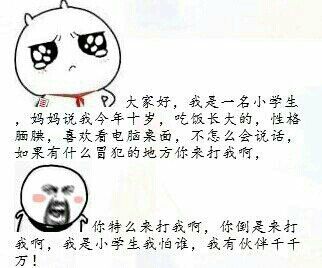 大家好，我是一名小学生
，妈妈说我今年十岁，吃饭长大的，性格
腼腆，喜欢看电脑桌面，不怎么会说话，
如果有什么冒犯的地方你来打我啊，
你特么来打我啊，你倒是来打
我啊，我是小学生我怕谁，我有伙伴千千
万！